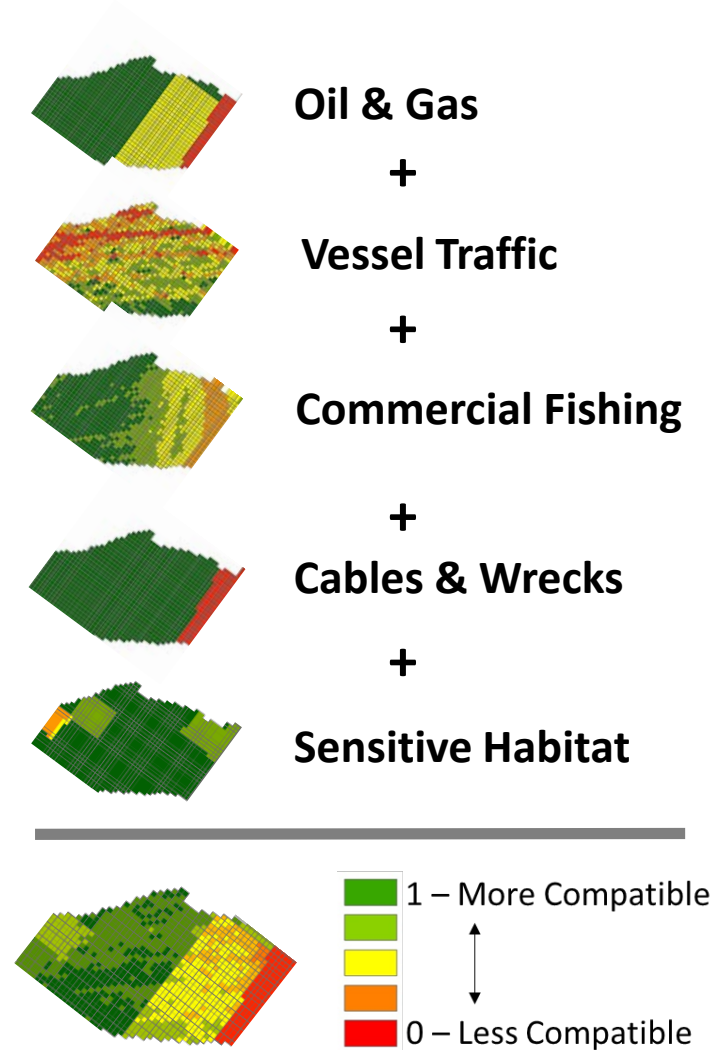 Oil & Gas
+
Vessel Traffic
+
Commercial Fishing
+
Cables & Wrecks
+
Sensitive Habitat
1 – More Compatible
0 – Less Compatible